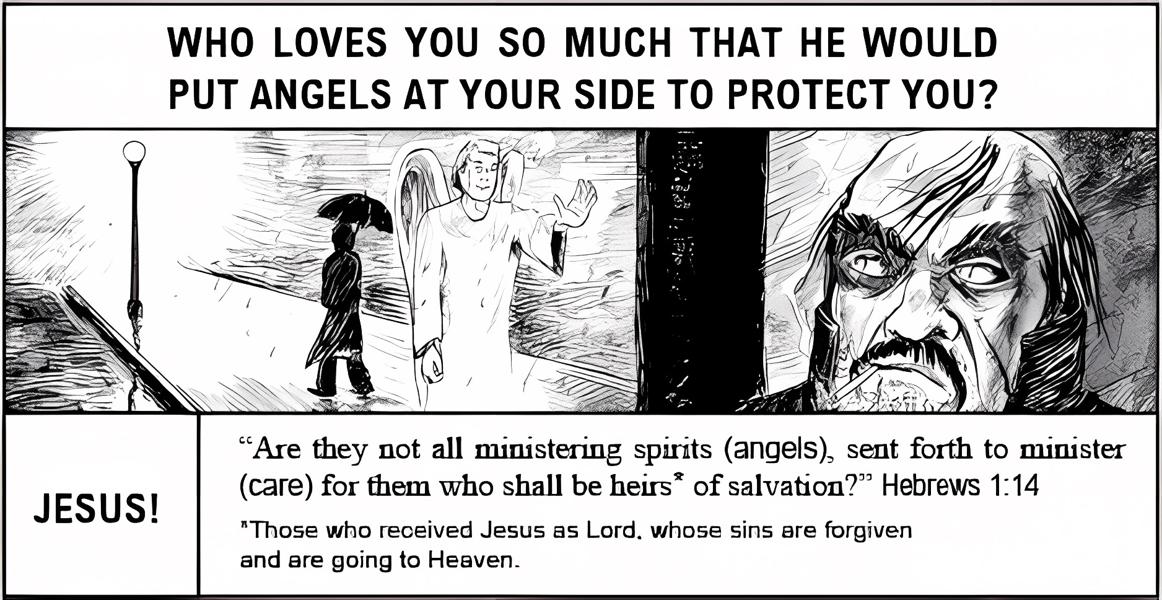 WHO LOVES YOU SO MUCH THAT HE WOULD
PUT ANGELS AT YOUR SIDE TO PROTECT YOU?
JESUS!
“Are they not all ministering spirits (angels), sent forth to minister
(care) for them who shall be heirs* of salvation?” Hebrews 1:14
*Those who received Jesus as Lord, whose sins are forgiven
and are going to Heaven.